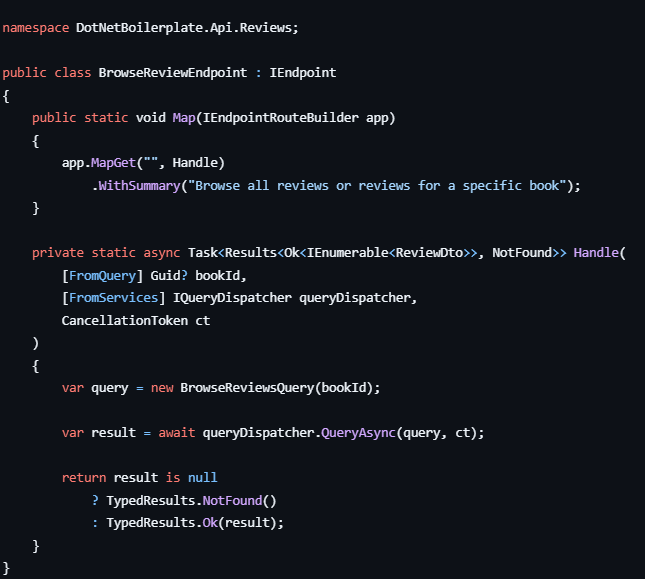 namespace DotNetBoilerplate.Api.Reviews;
public class BrowseReviewEndpoint : IEndpoint
{
    public static void Map(IEndpointRouteBuilder app)
    {
        app.MapGet("", Handle)
            .WithSummary("Browse all reviews or reviews for a specific book");
    }
    private static async Task<Results<Ok<IEnumerable<ReviewDto>>, NotFound>> Handle(
        [FromQuery] Guid? bookId,
        [FromServices] IQueryDispatcher queryDispatcher,
        CancellationToken ct
    )
    {
        var query = new BrowseReviewsQuery(bookId);
        var result = await queryDispatcher.QueryAsync(query, ct);
        return result is null
            ? TypedResults.NotFound()
            : TypedResults.Ok(result);
    }
}